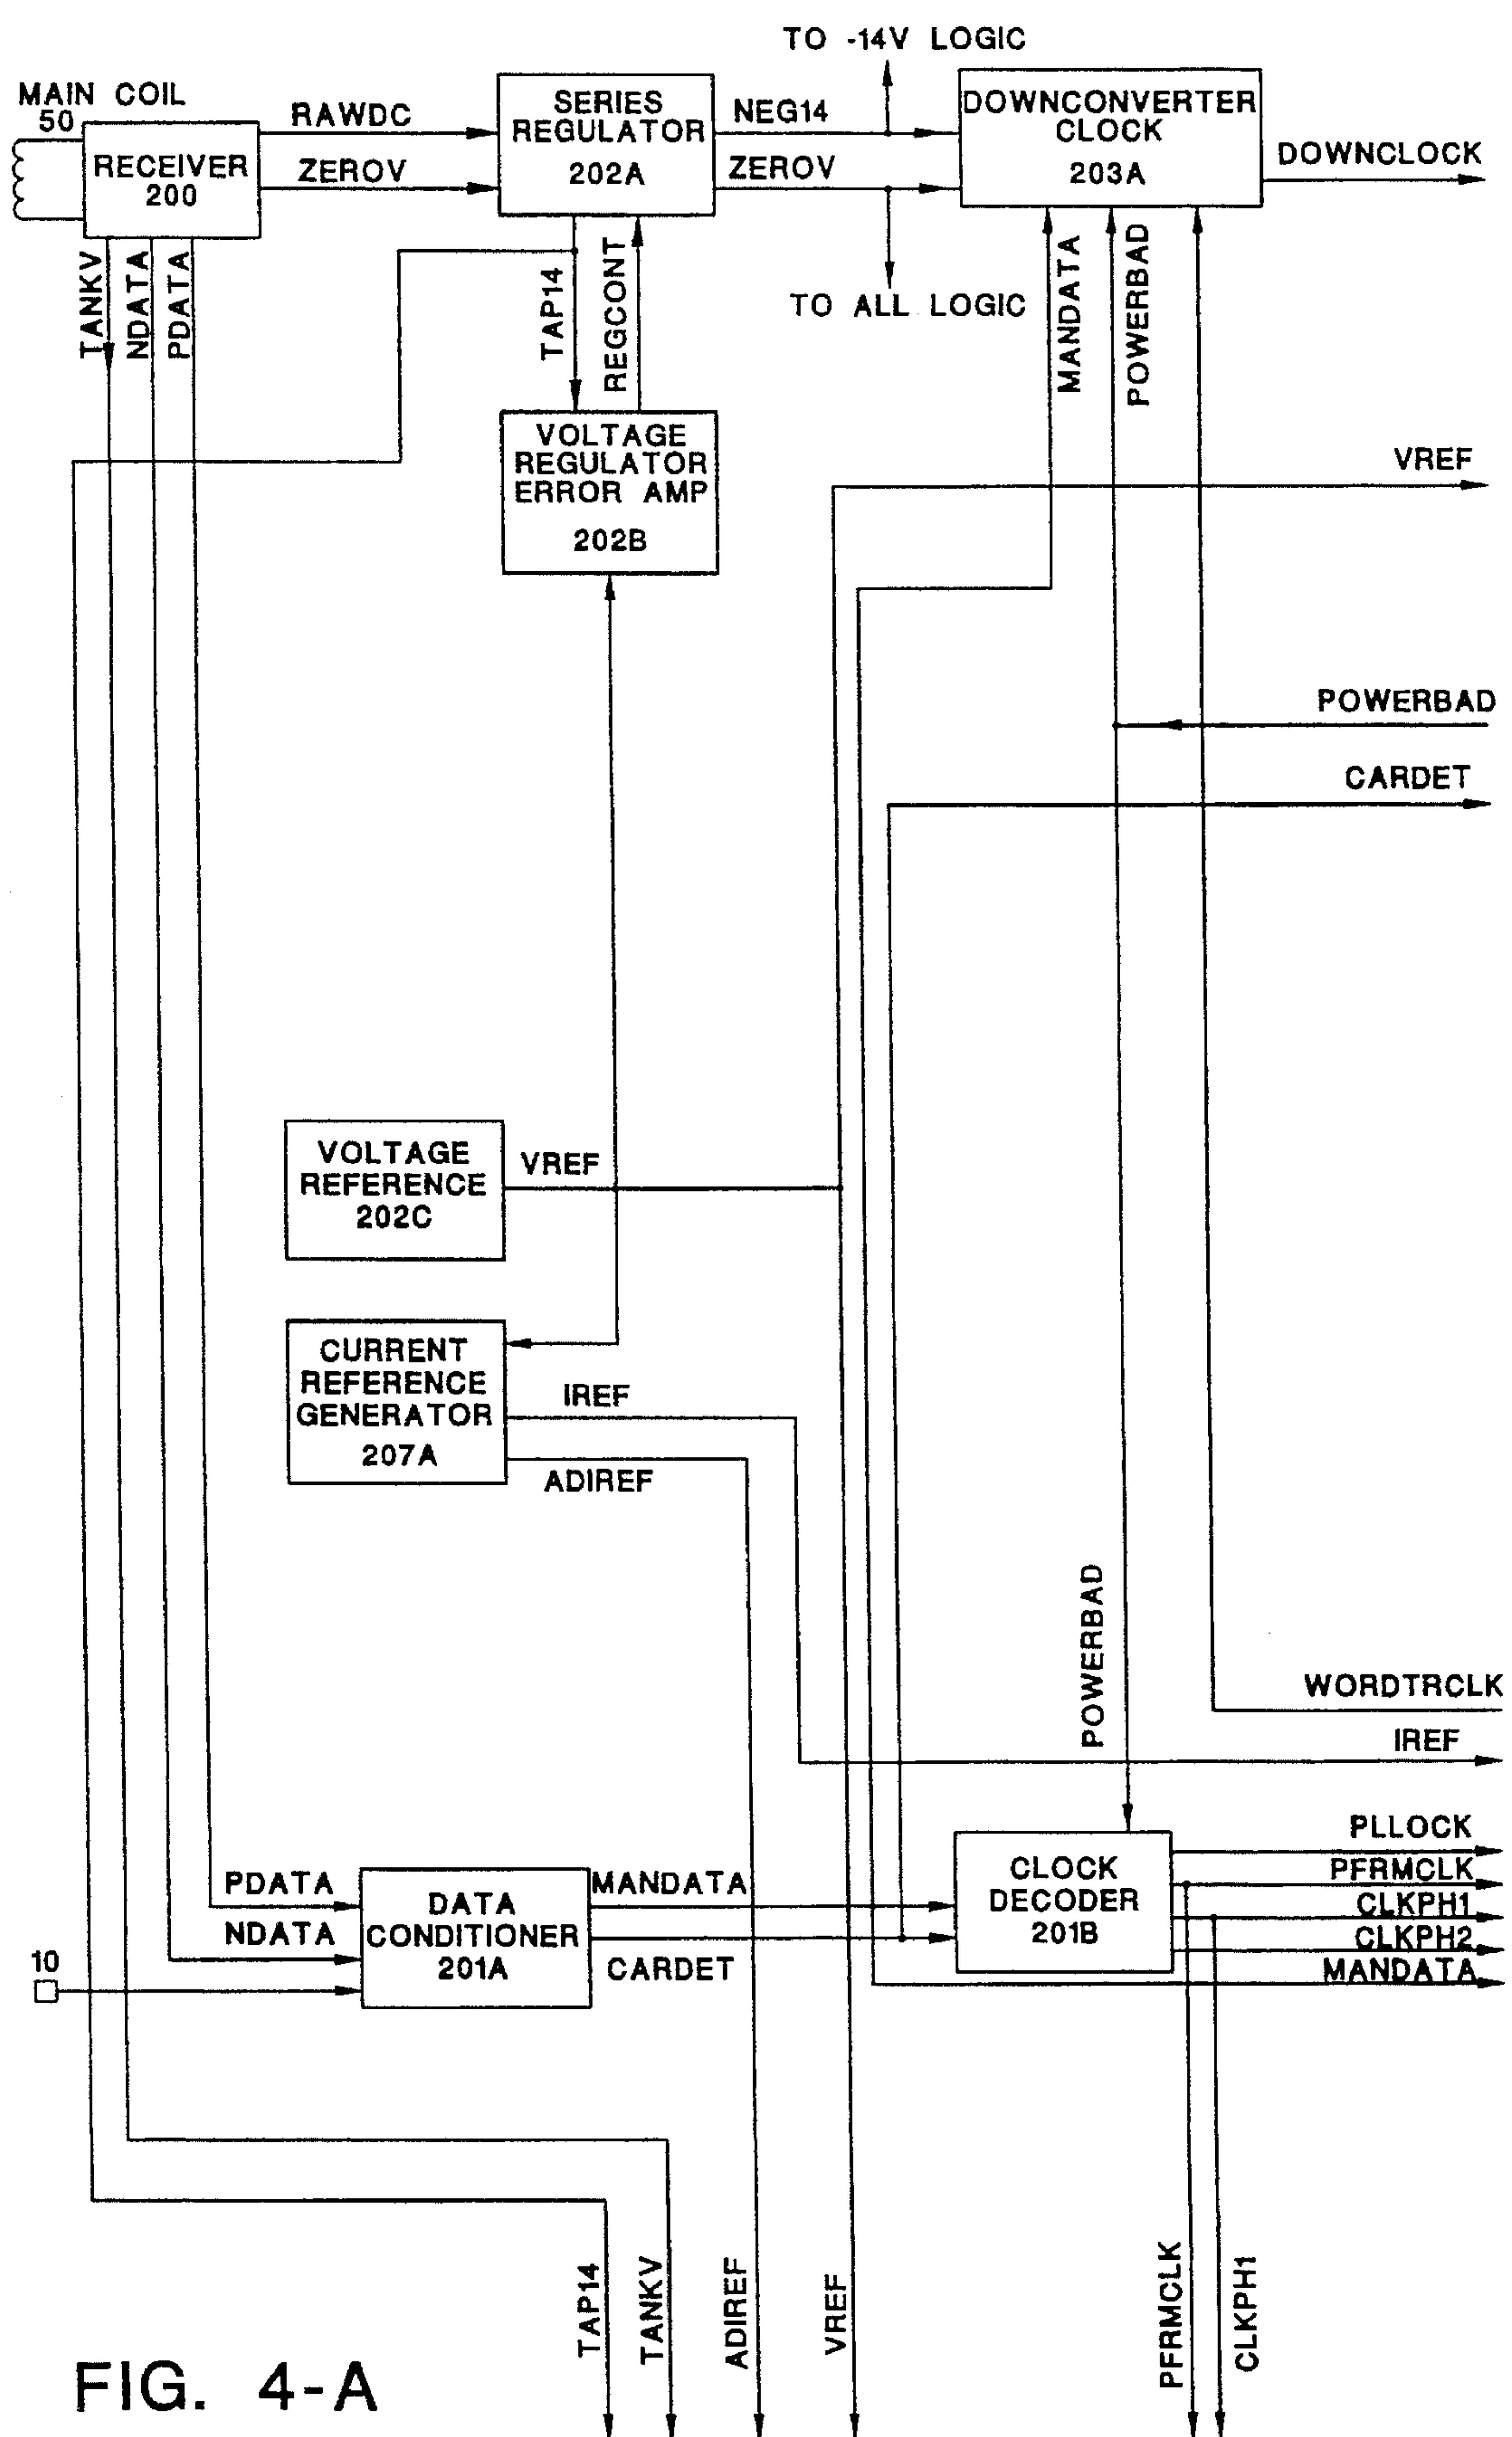 TO -14V LOGIC
MAIN COIL
50
RECEIVER
200
RAWDC
ZEROV
SERIES
REGULATOR
202A
NEG14
ZEROV
DOWNCONVERTER
CLOCK
203A
DOWNCLOCK
TANKV
NDATA
PDATA
TAP14
REGCONT
TO ALL LOGIC
MANDATA
POWERBAD
VOLTAGE
REGULATOR
ERROR AMP
202B
VREF
POWERBAD
CARDET
VOLTAGE
REFERENCE
202C
VREF
CURRENT
REFERENCE
GENERATOR
207A
IREF
ADIREF
POWERBAD
WORDTRCLK
IREF
PDATA
NDATA
10
DATA
CONDITIONER
201A
MANDATA
CARDET
CLOCK
DECODER
201B
PLLOCK
PFRMCLK
CLKPH1
CLKPH2
MANDATA
TAP14
TANKV
ADIREF
VREF
PFRMCLK
CLKPH1
FIG. 4-A